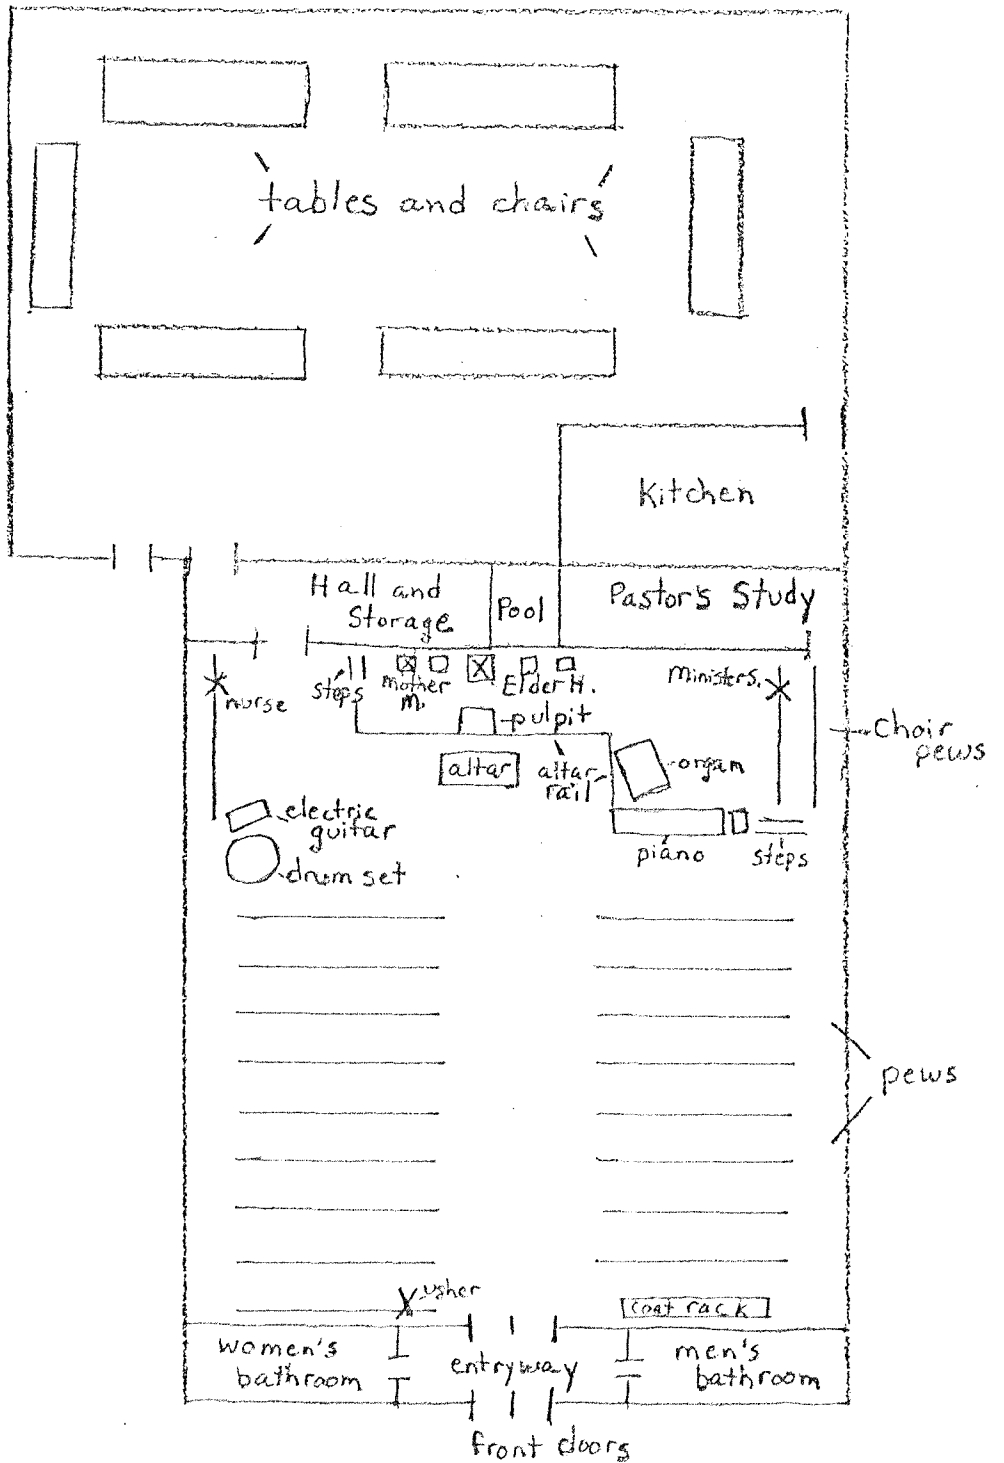 tables and chairs
Kitchen
Hall and
Storage
Pool
Pastor's Study
steps
mother
m.
Elder H.
ministers.
nurse
pulpit
Choir
pews
altar
altar
rail
organ
electric
guitar
piano
steps
drum set
pews
usher
coat rack
women's
bathroom
entryway
men's
bathroom
front doors